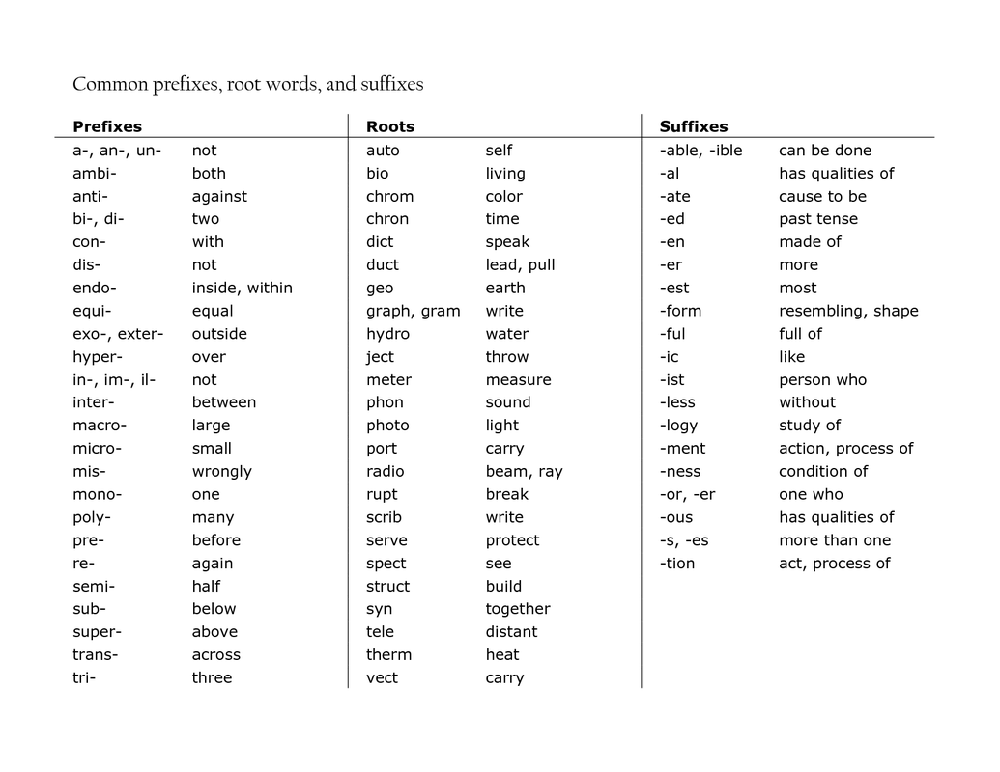 Common prefixes, root words, and suffixes
Prefixes Roots Suffixes
a-, an-, un- not auto self -able, -ible can be done
ambi- both bio living -al has qualities of
anti- against chrom color -ate cause to be
bi-, di- two chron time -ed past tense
con- with dict speak -en made of
dis- not duct lead, pull -er more
endo- inside, within geo earth -est most
equi- equal graph, gram write -form resembling, shape
exo-, exter- outside hydro water -ful full of
hyper- over ject throw -ic like
in-, im-, il- not meter measure -ist person who
inter- between phon sound -less without
macro- large photo light -logy study of
micro- small port carry -ment action, process of
mis- wrongly radio beam, ray -ness condition of
mono- one rupt break -or, -er one who
poly- many scrib write -ous has qualities of
pre- before serve protect -s, -es more than one
re- again spect see -tion act, process of
semi- half struct build
sub- below syn together
super- above tele distant
trans- across therm heat
tri- three vect carry